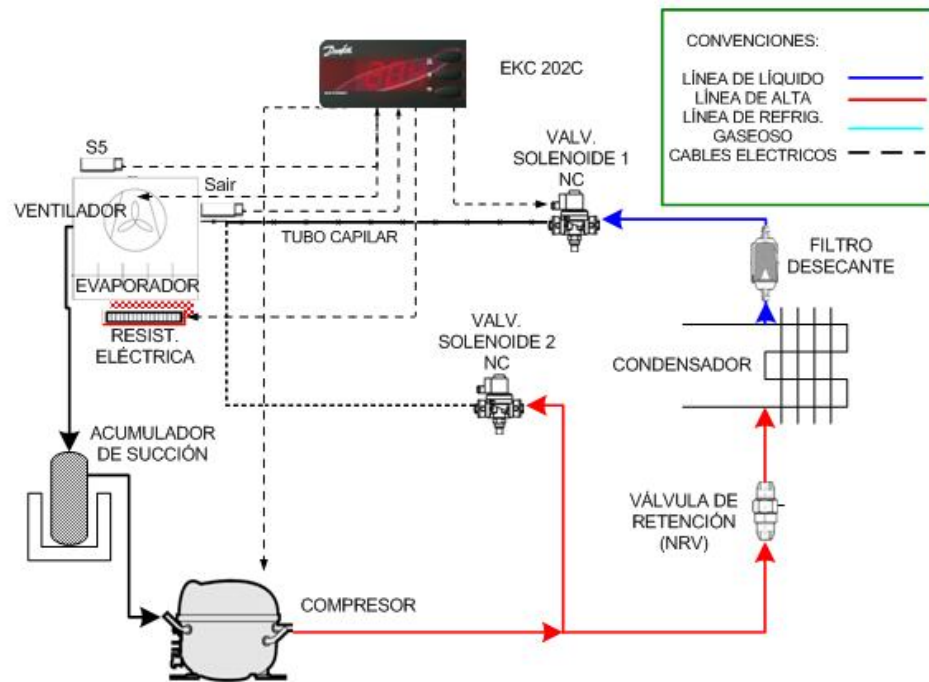 Danfoss
EKC 202C
CONVENCIONES:
LÍNEA DE LÍQUIDO
LÍNEA DE ALTA
LÍNEA DE REFRIG.
GASEOSO
CABLES ELECTRICOS
S5
Sair
VENTILADOR
EVAPORADOR
RESIST.
ELÉCTRICA
TUBO CAPILAR
VALV.
SOLENOIDE 1
NC
FILTRO
DESECANTE
VALV.
SOLENOIDE 2
NC
CONDENSADOR
ACUMULADOR
DE SUCCIÓN
VÁLVULA DE
RETENCIÓN
(NRV)
COMPRESOR